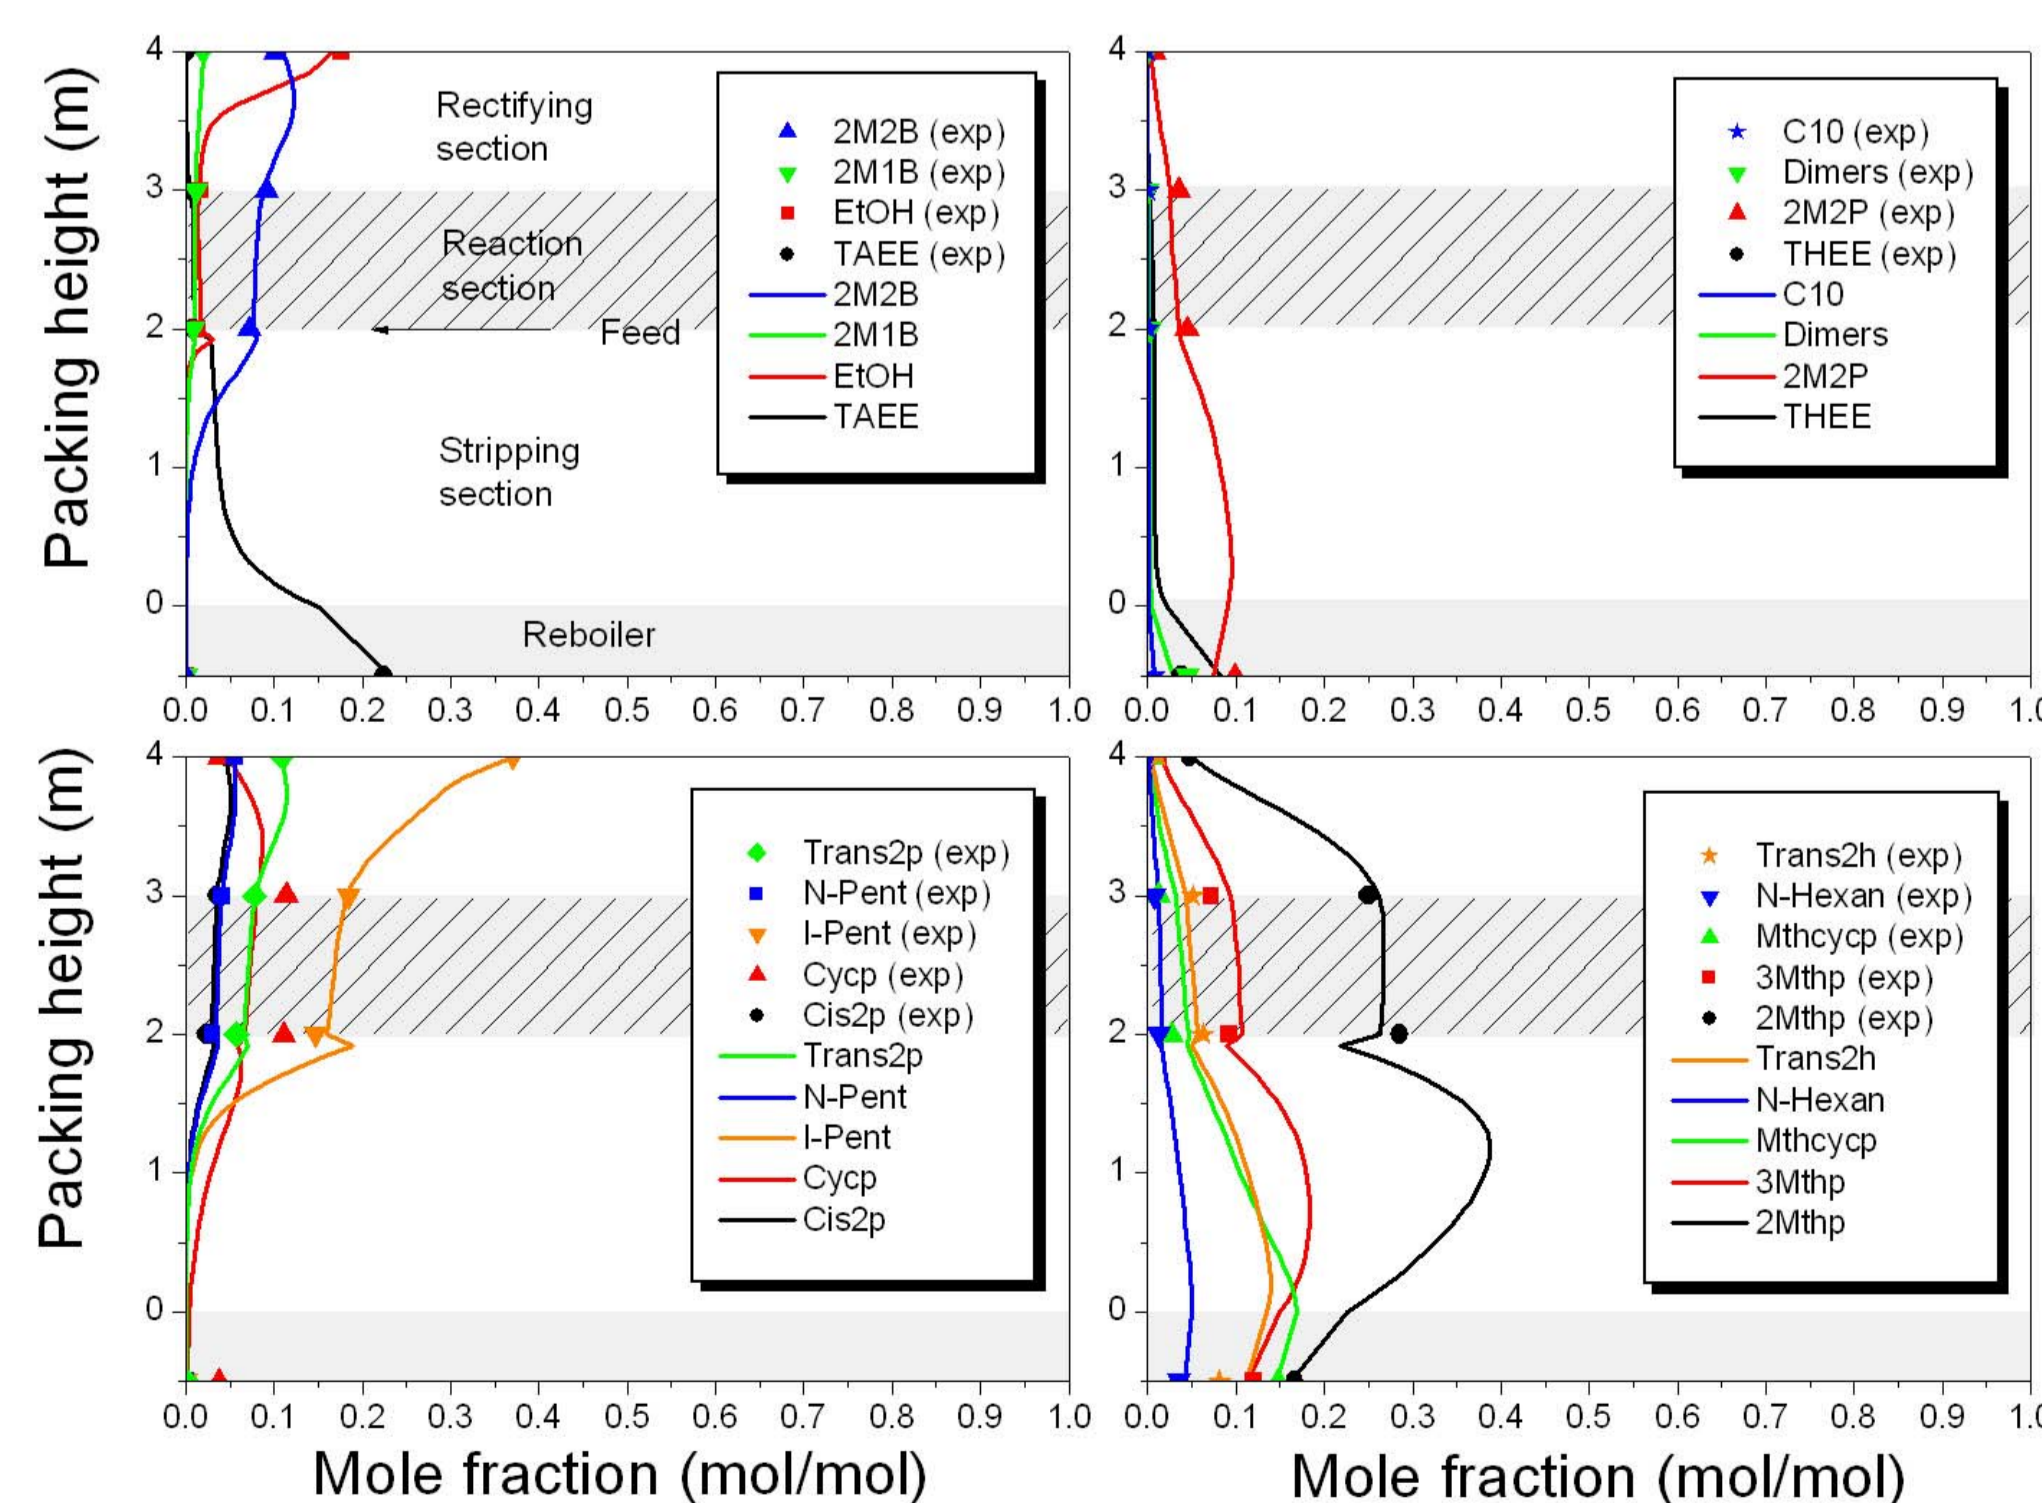 Packing height (m)
4
3
2
1
0
Rectifying
section
Reaction
section
Feed
Stripping
section
Reboiler
2M2B (exp)
2M1B (exp)
EtOH (exp)
TAEE (exp)
2M2B
2M1B
EtOH
TAEE
0.0 0.1 0.2 0.3 0.4 0.5 0.6 0.7 0.8 0.9 1.0
4
3
2
1
0
C10 (exp)
Dimers (exp)
2M2P (exp)
THEE (exp)
C10
Dimers
2M2P
THEE
0.0 0.1 0.2 0.3 0.4 0.5 0.6 0.7 0.8 0.9 1.0
Packing height (m)
4
3
2
1
0
Trans2p (exp)
N-Pent (exp)
I-Pent (exp)
Cycp (exp)
Cis2p (exp)
Trans2p
N-Pent
I-Pent
Cycp
Cis2p
0.0 0.1 0.2 0.3 0.4 0.5 0.6 0.7 0.8 0.9 1.0
Mole fraction (mol/mol)
4
3
2
1
0
Trans2h (exp)
N-Hexan (exp)
Mthcycp (exp)
3Mthp (exp)
2Mthp (exp)
Trans2h
N-Hexan
Mthcycp
3Mthp
2Mthp
0.0 0.1 0.2 0.3 0.4 0.5 0.6 0.7 0.8 0.9 1.0
Mole fraction (mol/mol)